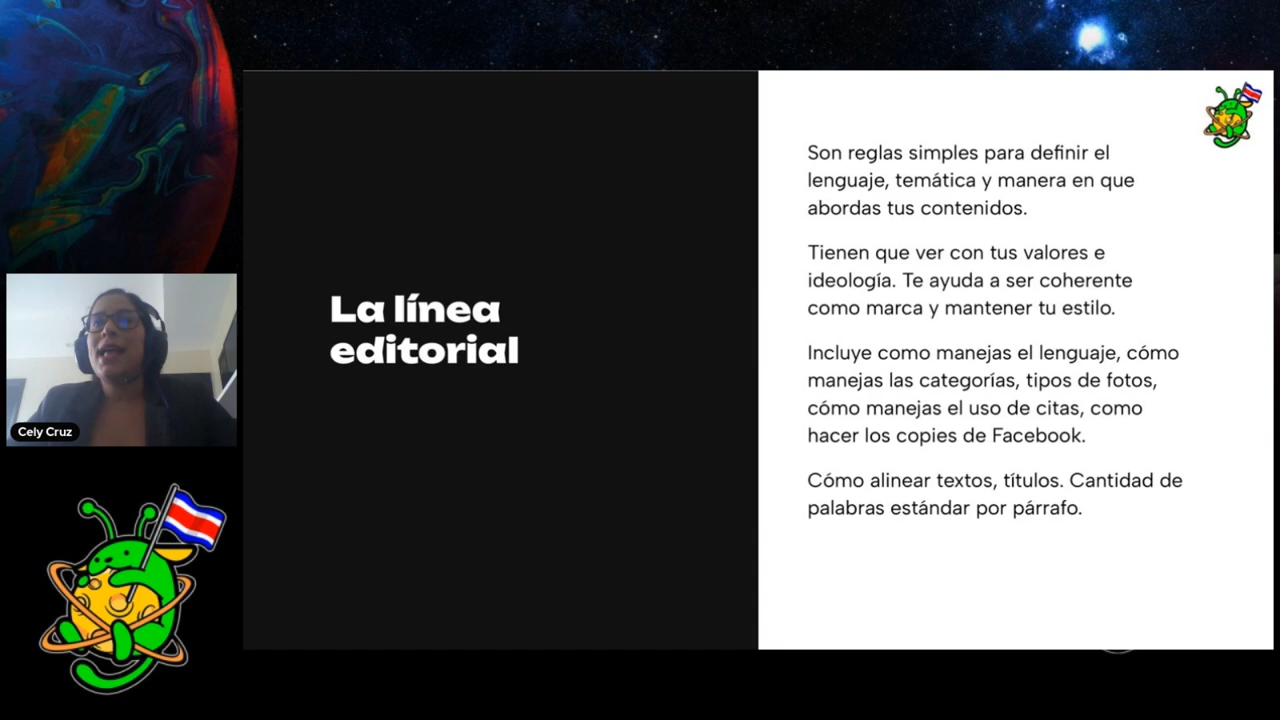 La línea
editorial
Son reglas simples para definir el
lenguaje, temática y manera en que
abordas tus contenidos.
Tienen que ver con tus valores e
ideología. Te ayuda a ser coherente
como marca y mantener tu estilo.
Incluye como manejas el lenguaje, cómo
manejas las categorías, tipos de fotos,
cómo manejas el uso de citas, como
hacer los copies de Facebook.
Cómo alinear textos, títulos. Cantidad de
palabras estándar por párrafo.
Cely Cruz